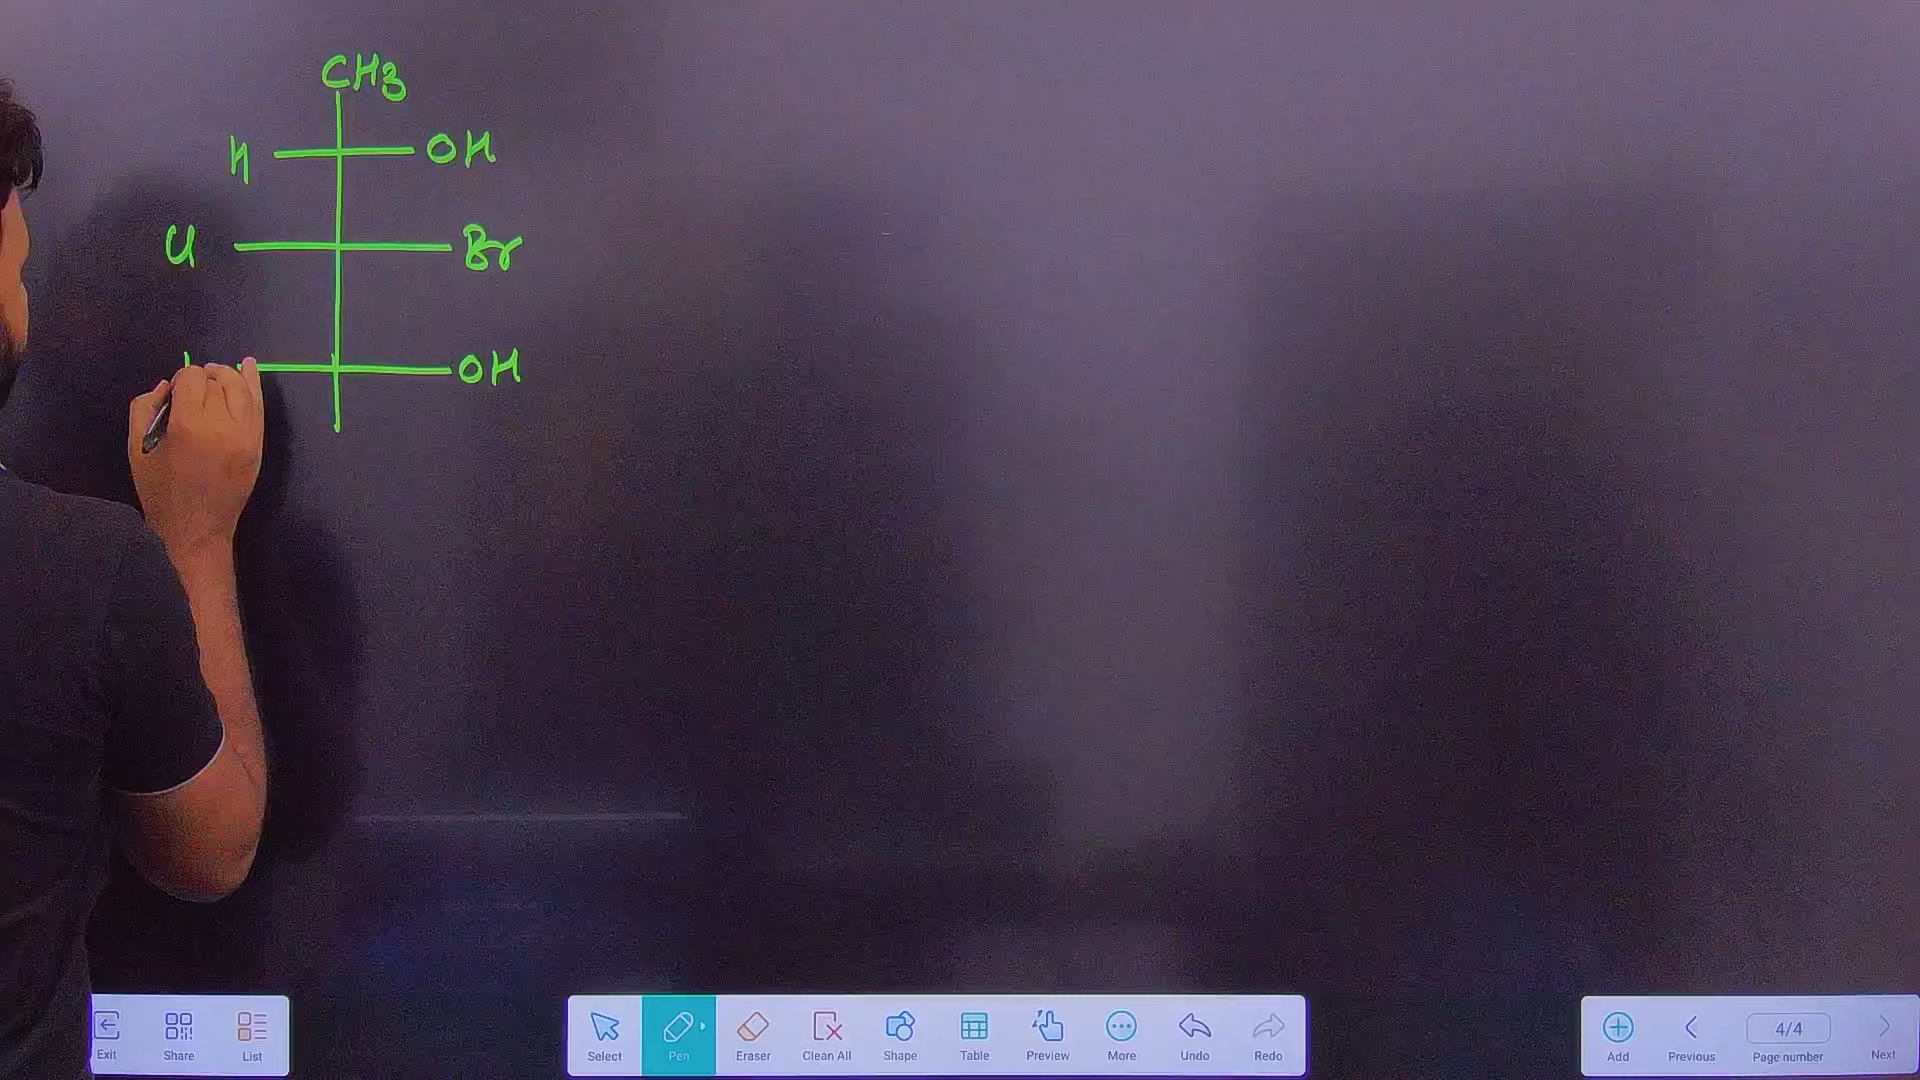 CH3
H OH
Cl Br
OH
Exit Share List Select Pen Eraser Clean All Shape Table Preview More Undo Redo Add Previous 4/4 Page number Next